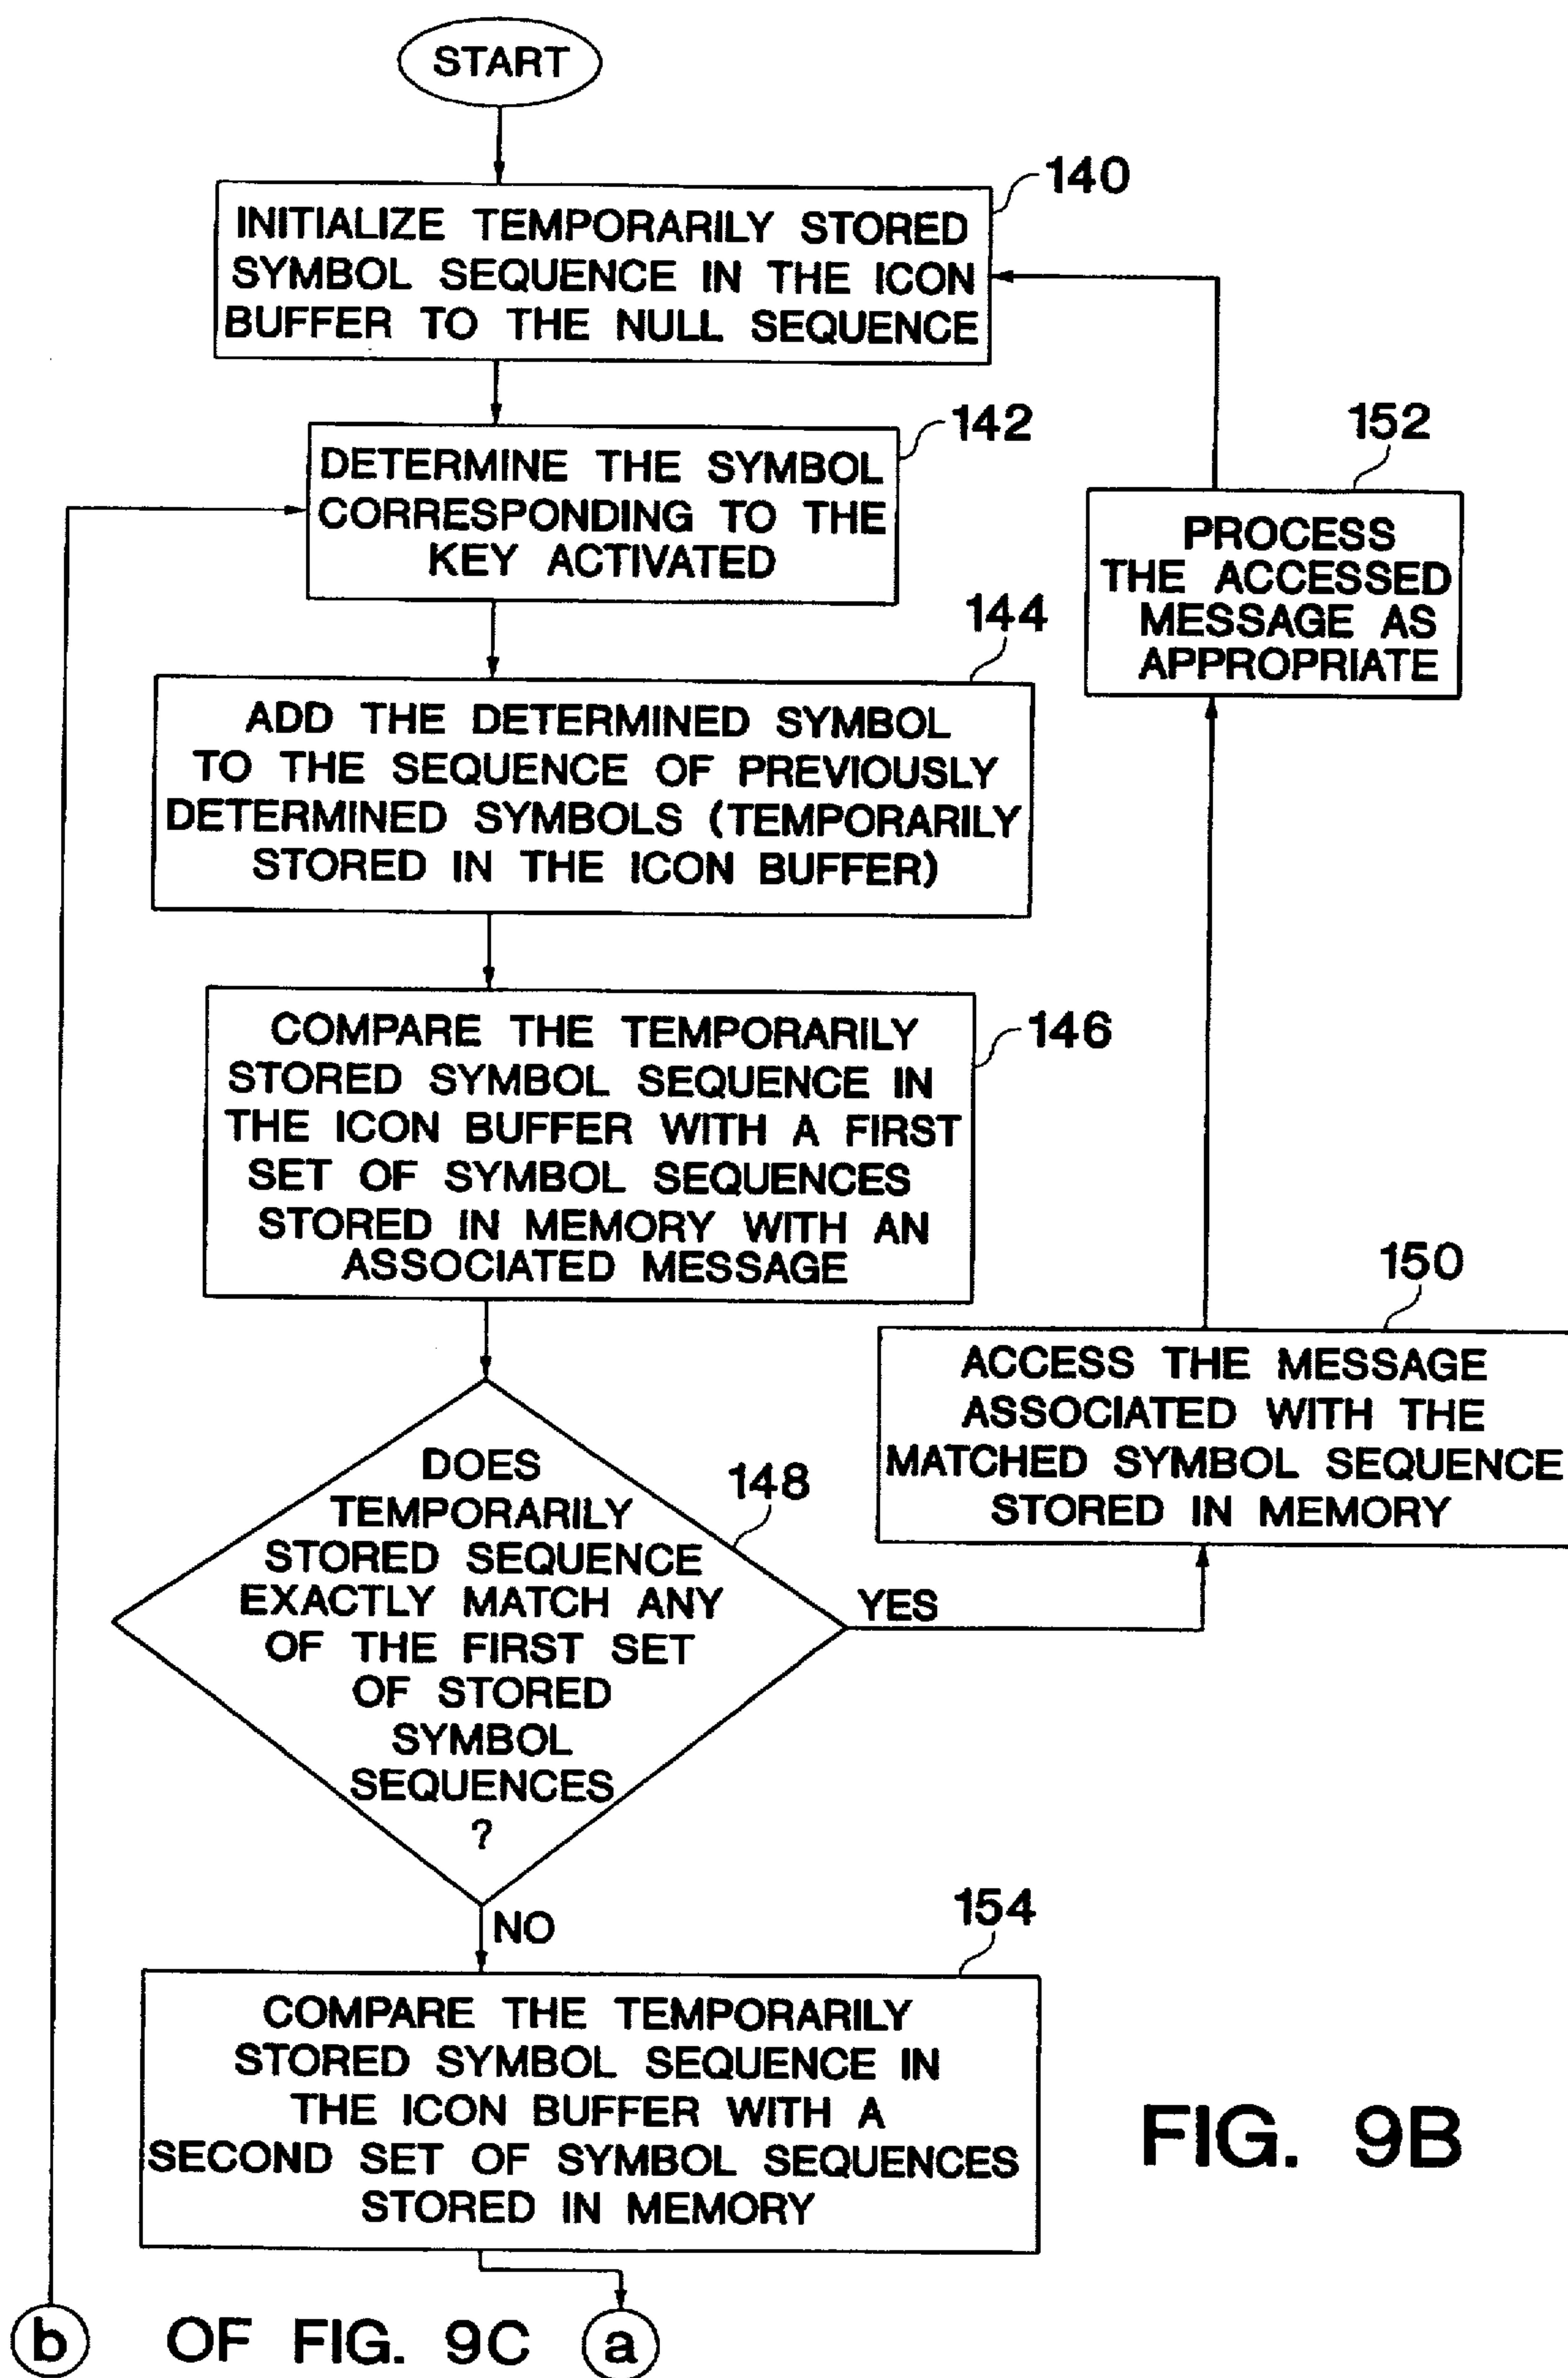 START
140
INITIALIZE TEMPORARILY STORED
SYMBOL SEQUENCE IN THE ICON
BUFFER TO THE NULL SEQUENCE
142
DETERMINE THE SYMBOL
CORRESPONDING TO THE
KEY ACTIVATED
152
PROCESS
THE ACCESSED
MESSAGE AS
APPROPRIATE
144
ADD THE DETERMINED SYMBOL
TO THE SEQUENCE OF PREVIOUSLY
DETERMINED SYMBOLS (TEMPORARILY
STORED IN THE ICON BUFFER)
146
COMPARE THE TEMPORARILY
STORED SYMBOL SEQUENCE IN
THE ICON BUFFER WITH A FIRST
SET OF SYMBOL SEQUENCES
STORED IN MEMORY WITH AN
ASSOCIATED MESSAGE
150
ACCESS THE MESSAGE
ASSOCIATED WITH THE
MATCHED SYMBOL SEQUENCE
STORED IN MEMORY
148
DOES
TEMPORARILY
STORED SEQUENCE
EXACTLY MATCH ANY
OF THE FIRST SET
OF STORED
SYMBOL
SEQUENCES
?
YES
NO
154
COMPARE THE TEMPORARILY
STORED SYMBOL SEQUENCE IN
THE ICON BUFFER WITH A
SECOND SET OF SYMBOL SEQUENCES
STORED IN MEMORY
FIG. 9B
b OF FIG. 9C a